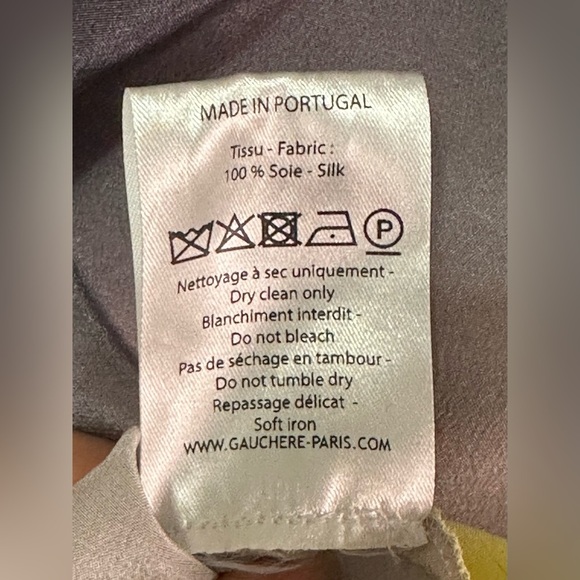 MADE IN PORTUGAL
Tissu - Fabric :
100 % Soie - Silk
P
Nettoyage à sec uniquement -
Dry clean only
Blanchiment interdit -
Do not bleach
Pas de séchage en tambour -
Do not tumble dry
Repassage délicat -
Soft iron
WWW.GAUCHERE-PARIS.COM